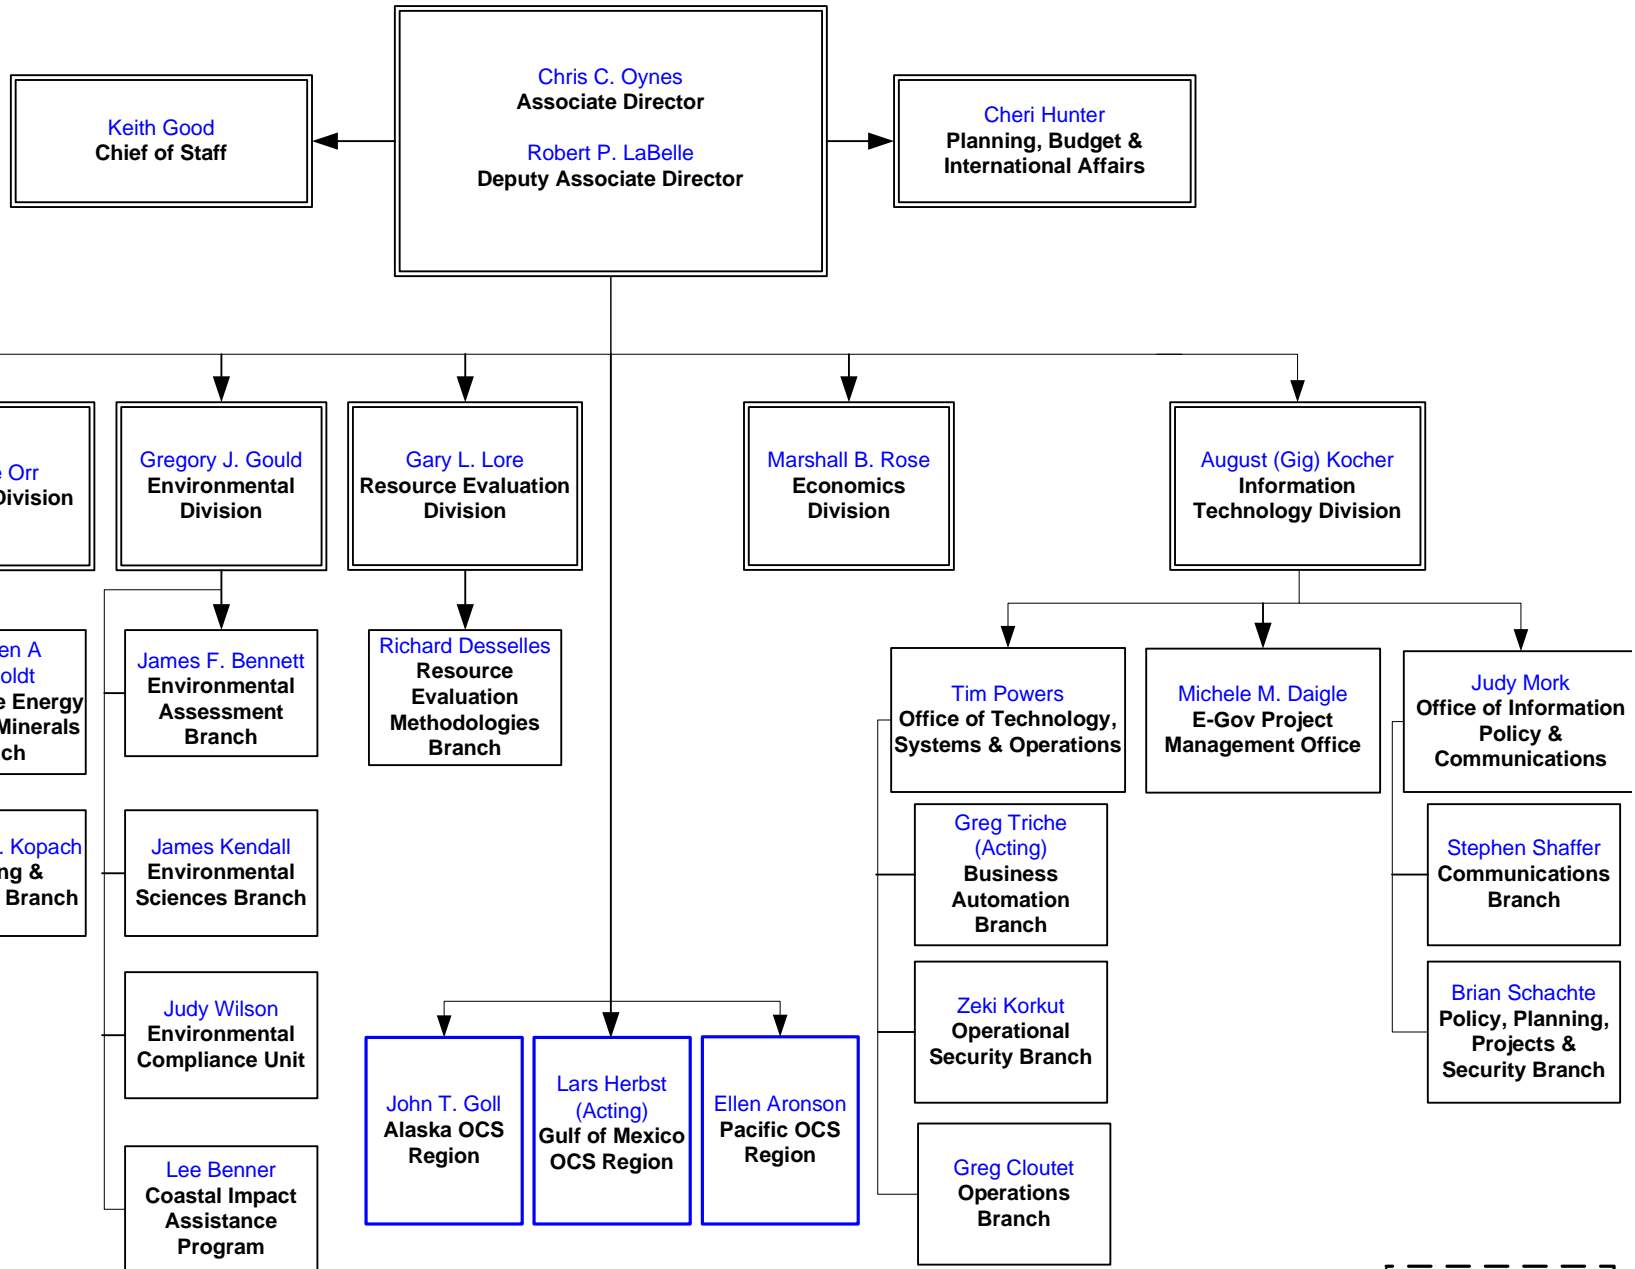 Chris C. Oynes
Associate Director
Robert P. LaBelle
Deputy Associate Director
Keith Good
Chief of Staff
Cheri Hunter
Planning, Budget &
International Affairs
Orr
Division
Gregory J. Gould
Environmental
Division
Gary L. Lore
Resource Evaluation
Division
Marshall B. Rose
Economics
Division
August (Gig) Kocher
Information
Technology Division
en A
oldt
e Energy
Minerals
ch
. Kopach
ng &
Branch
James F. Bennett
Environmental
Assessment
Branch
James Kendall
Environmental
Sciences Branch
Judy Wilson
Environmental
Compliance Unit
Lee Benner
Coastal Impact
Assistance
Program
Richard Desselles
Resource
Evaluation
Methodologies
Branch
John T. Goll
Alaska OCS
Region
Lars Herbst
(Acting)
Gulf of Mexico
OCS Region
Ellen Aronson
Pacific OCS
Region
Tim Powers
Office of Technology,
Systems & Operations
Greg Triche
(Acting)
Business
Automation
Branch
Zeki Korkut
Operational
Security Branch
Greg Cloutet
Operations
Branch
Michele M. Daigle
E-Gov Project
Management Office
Judy Mork
Office of Information
Policy &
Communications
Stephen Shaffer
Communications
Branch
Brian Schachte
Policy, Planning,
Projects &
Security Branch